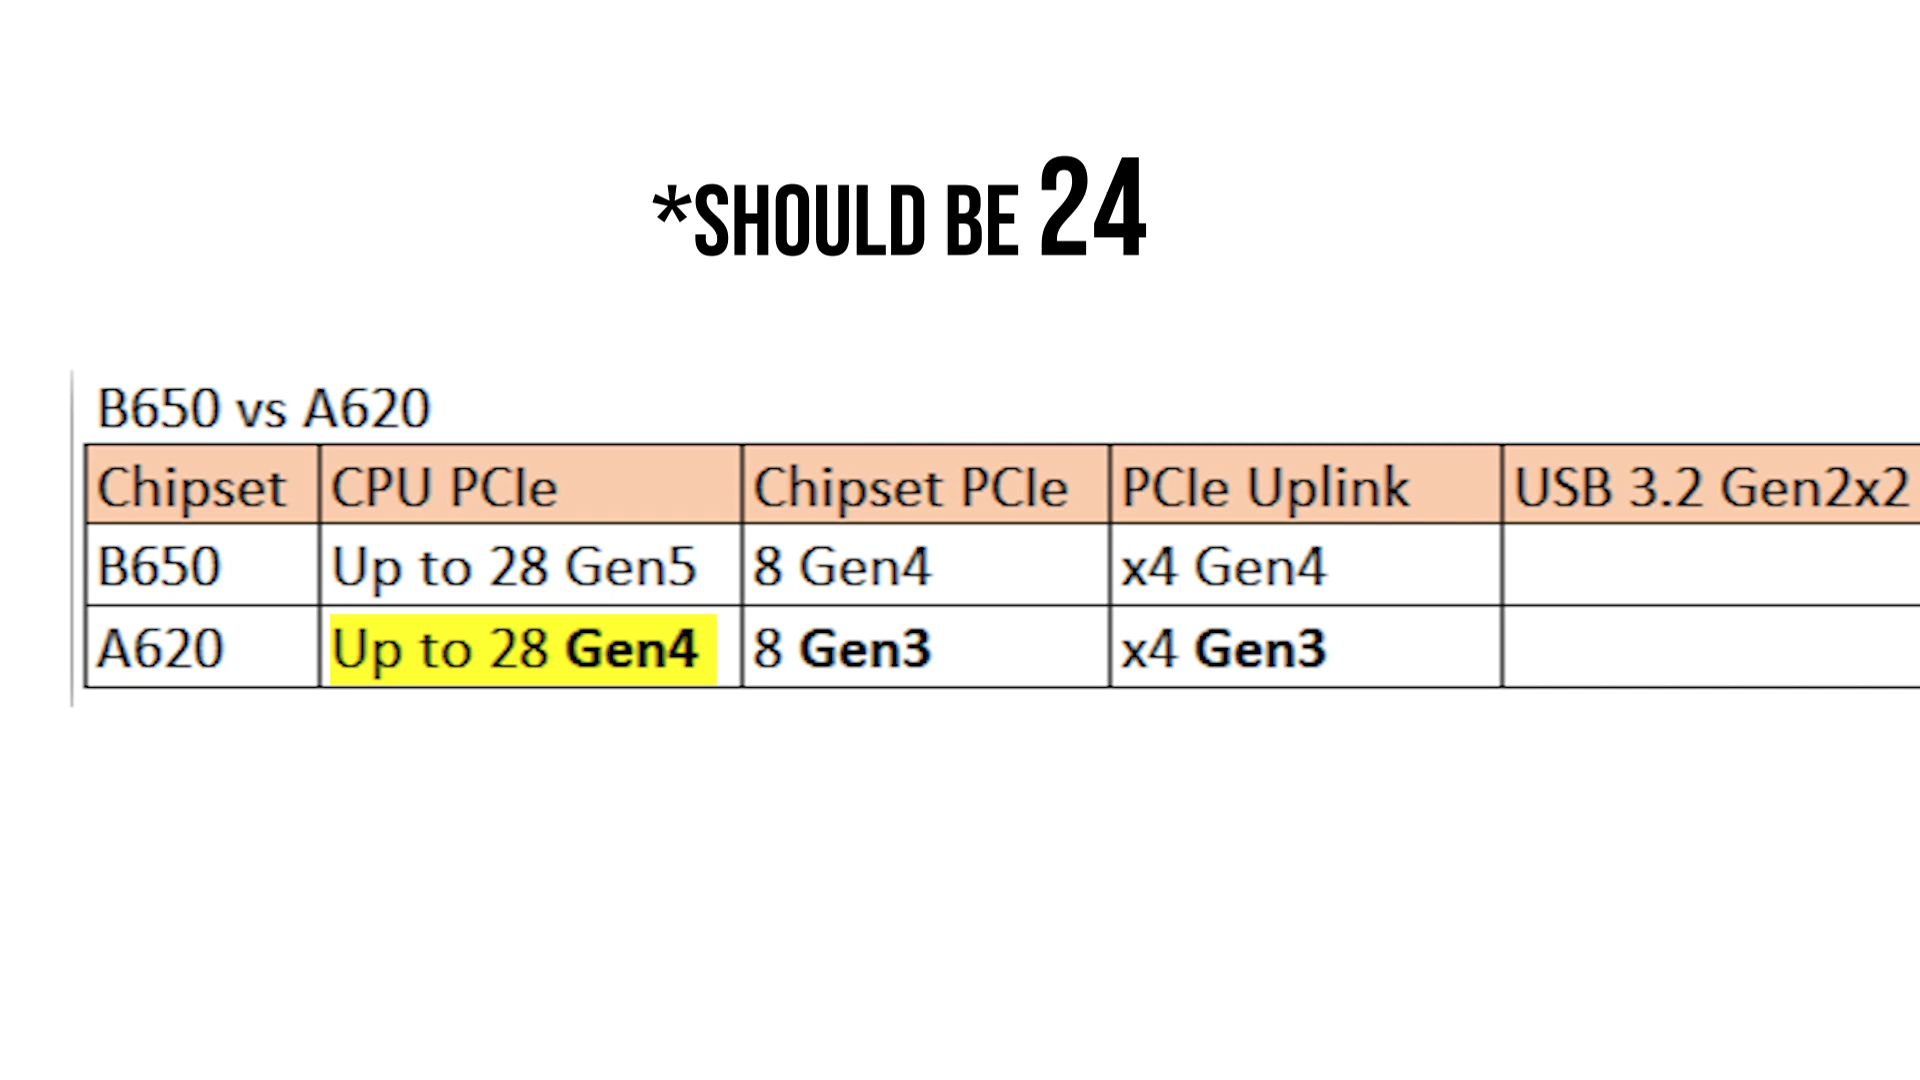 *SHOULD BE 24
B650 vs A620
Chipset CPU PCIe Chipset PCIe PCIe Uplink USB 3.2 Gen2x2
B650 Up to 28 Gen5 8 Gen4 x4 Gen4
A620 Up to 28 Gen4 8 Gen3 x4 Gen3